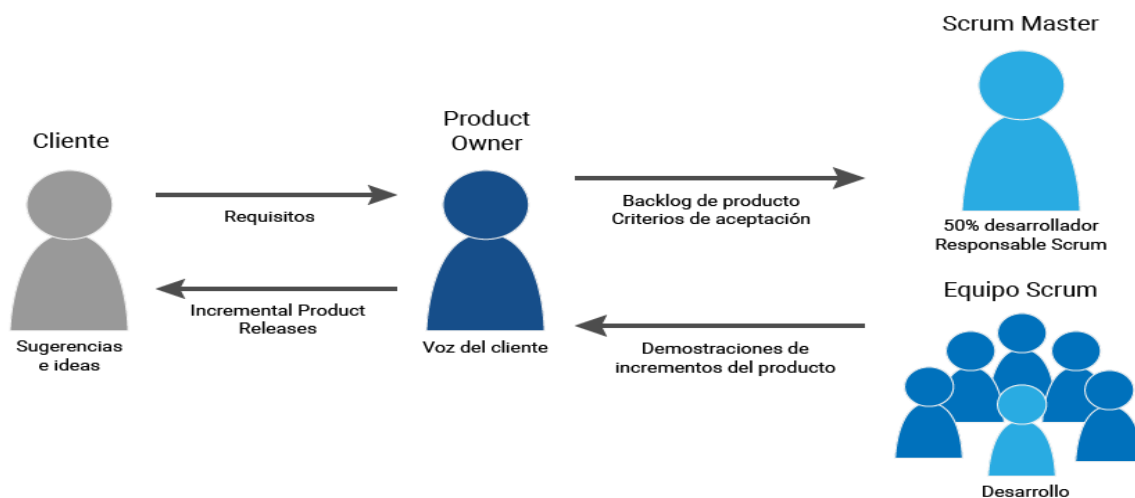 Cliente
Sugerencias
e ideas
Requisitos
Incremental Product
Releases
Product
Owner
Voz del cliente
Backlog de producto
Criterios de aceptación
Demostraciones de
incrementos del producto
Scrum Master
50% desarrollador
Responsable Scrum
Equipo Scrum
Desarrollo